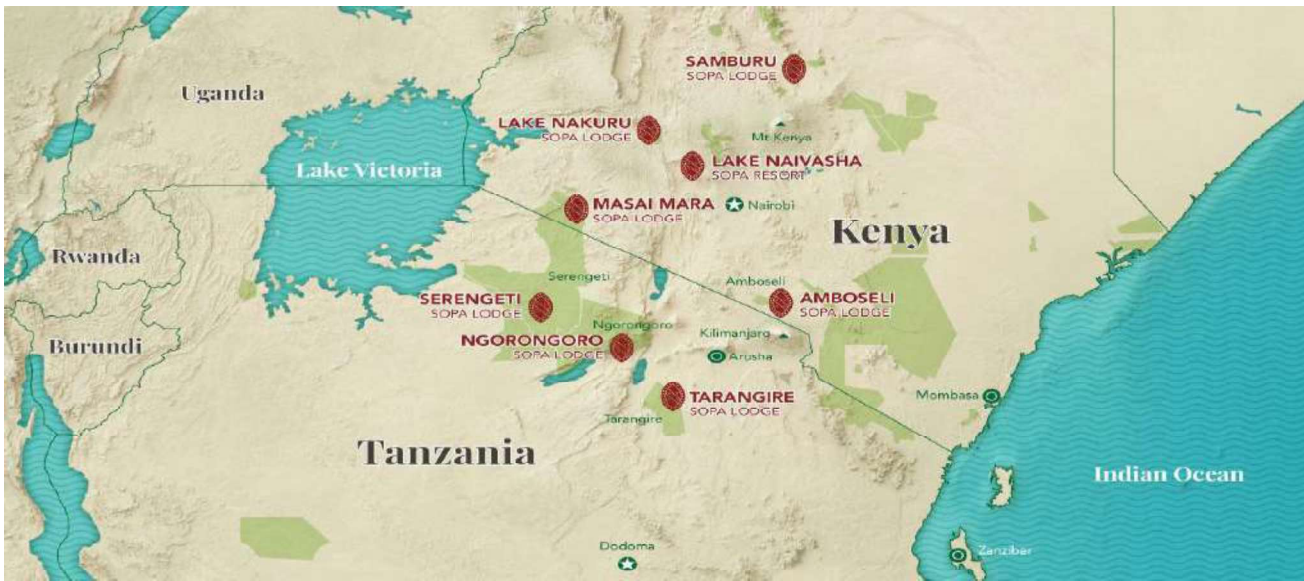 SAMBURU
SOPA LODGE
Uganda
LAKE NAKURU
SOPA LODGE
Mt Kenya
Lake Victoria
LAKE NAIVASHA
SOPA RESORT
MASAI MARA
SOPA LODGE
Nairobi
Kenya
Rwanda
Serengeti
Amboseli
SERENGETI
SOPA LODGE
AMBOSELI
SOPA LODGE
Ngorongoro
Kilimanjaro
NGORONGORO
SOPA LODGE
Burundi
Arusha
TARANGIRE
SOPA LODGE
Mombasa
Tarangire
Tanzania
Indian Ocean
Dodoma
Zanzibar